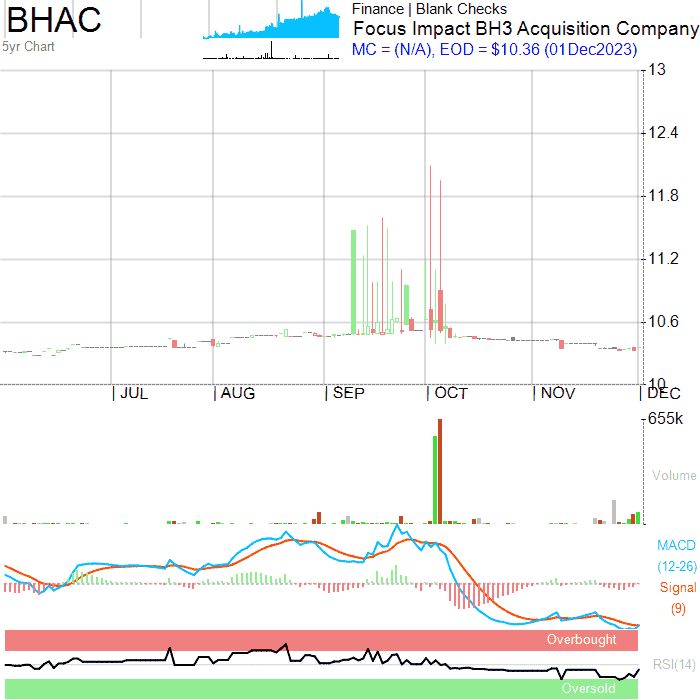 BHAC
5yr Chart
Finance | Blank Checks
Focus Impact BH3 Acquisition Company
MC = (N/A), EOD = $10.36 (01Dec2023)
13
12.4
11.8
11.2
10.6
10
JUL AUG SEP OCT NOV DEC
655k
Volume
MACD
(12-26)
Signal
(9)
Overbought
RSI(14)
Oversold